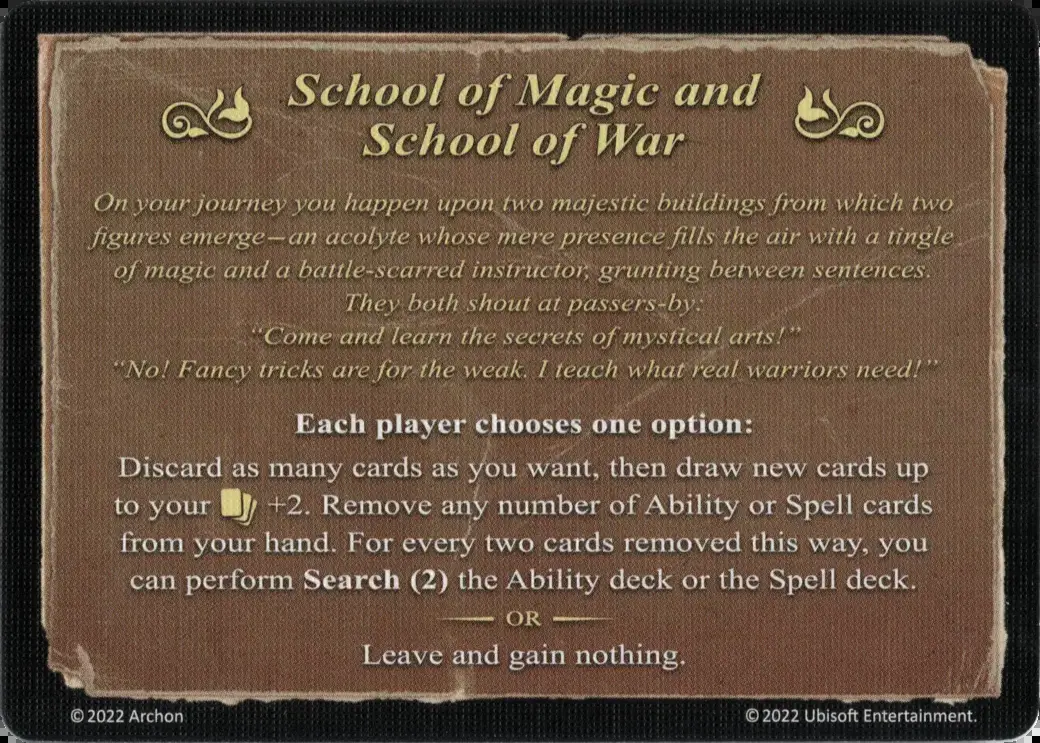 School of Magic and
School of War
On your journey you happen upon two majestic buildings from which two
figures emerge—an acolyte whose mere presence fills the air with a tingle
of magic and a battle-scarred instructor, grunting between sentences.
They both shout at passers-by:
“Come and learn the secrets of mystical arts!”
“No! Fancy tricks are for the weak. I teach what real warriors need!”
Each player chooses one option:
Discard as many cards as you want, then draw new cards up
to your +2. Remove any number of Ability or Spell cards
from your hand. For every two cards removed this way, you
can perform Search (2) the Ability deck or the Spell deck.
OR
Leave and gain nothing.
© 2022 Archon
© 2022 Ubisoft Entertainment.